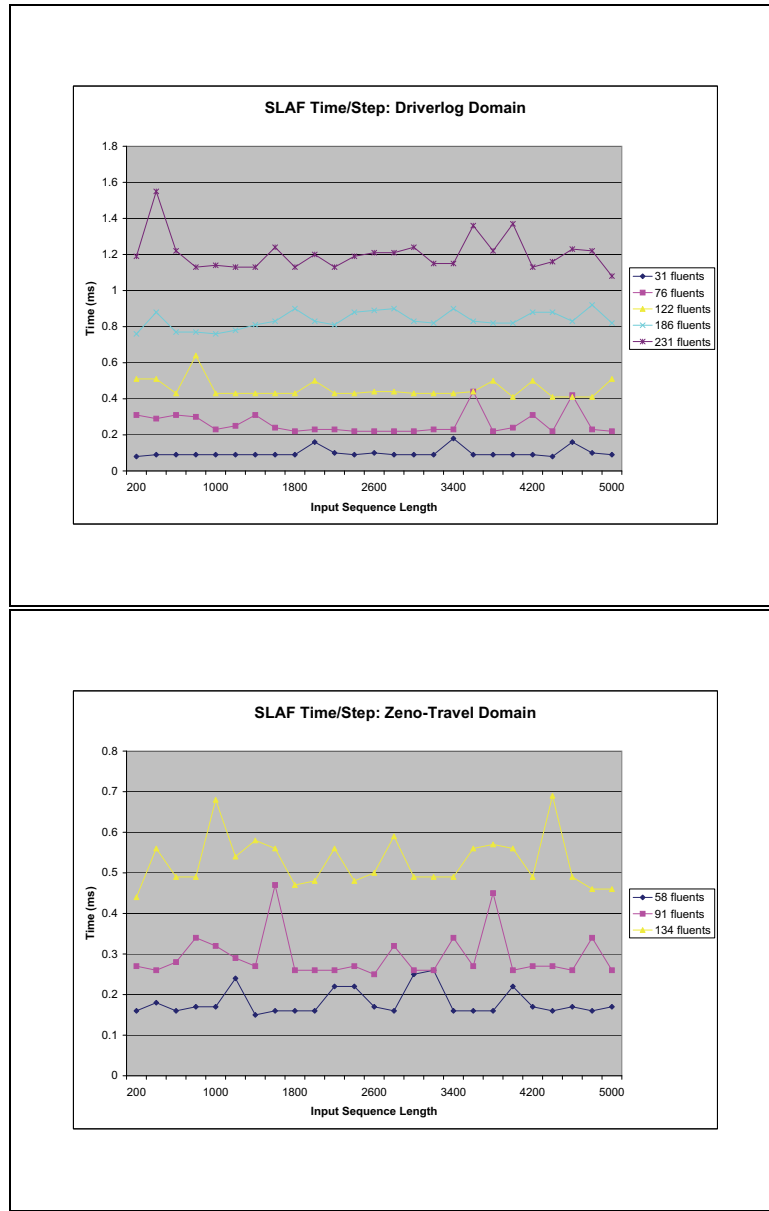 SLAF Time/Step: Driverlog Domain
1.8
1.6
1.4
1.2
1
0.8
0.6
0.4
0.2
0
Time (ms)
200 1000 1800 2600 3400 4200 5000
Input Sequence Length
31 fluents
76 fluents
122 fluents
186 fluents
231 fluents
SLAF Time/Step: Zeno-Travel Domain
0.8
0.7
0.6
0.5
0.4
0.3
0.2
0.1
0
Time (ms)
200 1000 1800 2600 3400 4200 5000
Input Sequence Length
58 fluents
91 fluents
134 fluents